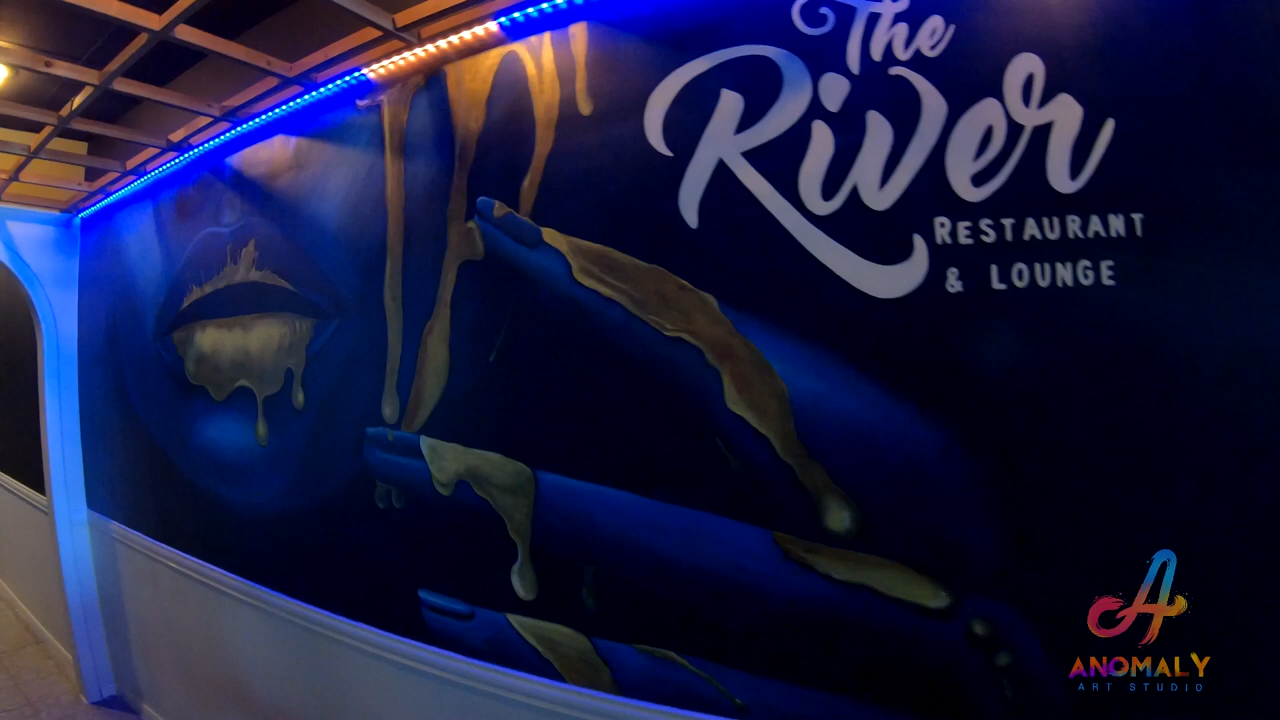 The
River
RESTAURANT
& LOUNGE
ANOMALY
ART STUDIO